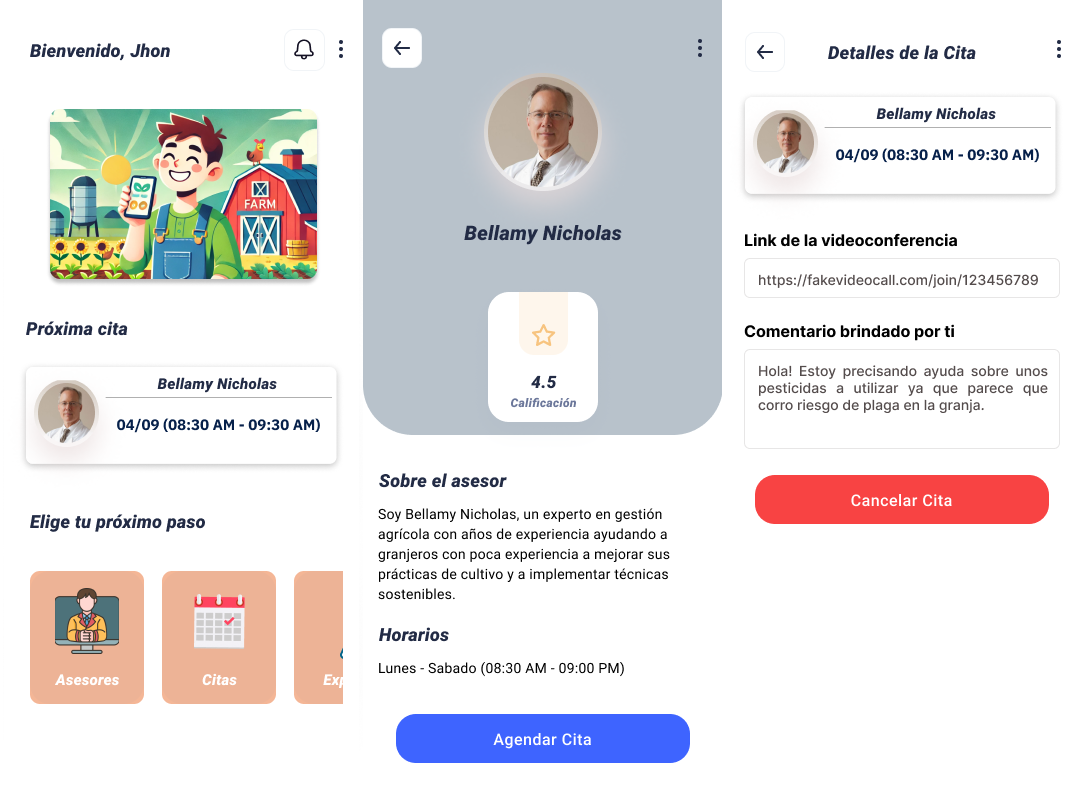 Bienvenido, Jhon
FARM
Próxima cita
Bellamy Nicholas
04/09 (08:30 AM - 09:30 AM)
Elige tu próximo paso
Asesores
Citas
Exp
Bellamy Nicholas
4.5
Calificación
Sobre el asesor
Soy Bellamy Nicholas, un experto en gestión
agrícola con años de experiencia ayudando a
granjeros con poca experiencia a mejorar sus
prácticas de cultivo y a implementar técnicas
sostenibles.
Horarios
Lunes - Sabado (08:30 AM - 09:00 PM)
Agendar Cita
Detalles de la Cita
Bellamy Nicholas
04/09 (08:30 AM - 09:30 AM)
Link de la videoconferencia
https://fakevideocall.com/join/123456789
Comentario brindado por ti
Hola! Estoy precisando ayuda sobre unos
pesticidas a utilizar ya que parece que
corro riesgo de plaga en la granja.
Cancelar Cita